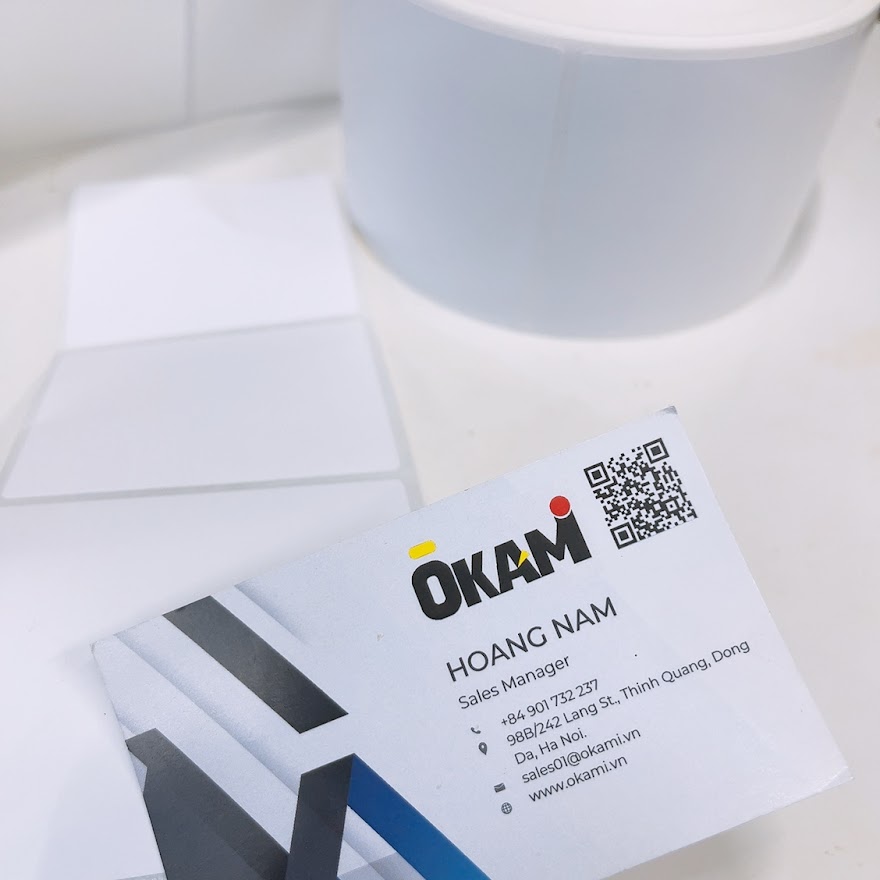 ŌKAMI
HOANG NAM
Sales Manager
+84 901 732 237
98B/242 Lang St., Thinh Quang, Dong
Da, Ha Noi.
sales01@okami.vn
www.okami.vn